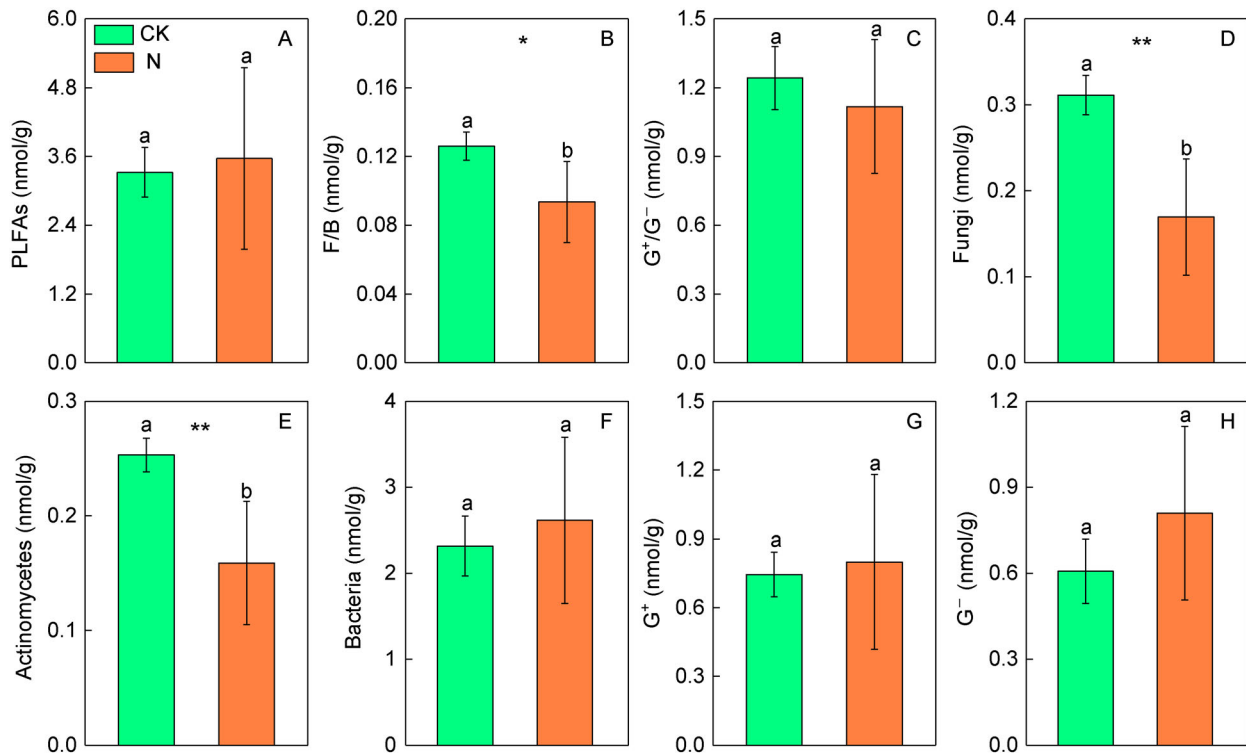 CK
N
A
PLFAs (nmol/g)
6.0
4.8
3.6
2.4
1.2
0.0
a
a
B
*
F/B (nmol/g)
0.20
0.16
0.12
0.08
0.04
0.00
a
b
C
G⁺/G⁻ (nmol/g)
1.5
1.2
0.9
0.6
0.3
0.0
a
a
D
**
Fungi (nmol/g)
0.4
0.3
0.2
0.1
0.0
a
b
E
**
Actinomycetes (nmol/g)
0.3
0.2
0.1
0.0
a
b
F
Bacteria (nmol/g)
4
3
2
1
0
a
a
G
G⁺ (nmol/g)
1.5
1.2
0.9
0.6
0.3
0.0
a
a
H
G⁻ (nmol/g)
1.2
0.9
0.6
0.3
0.0
a
a